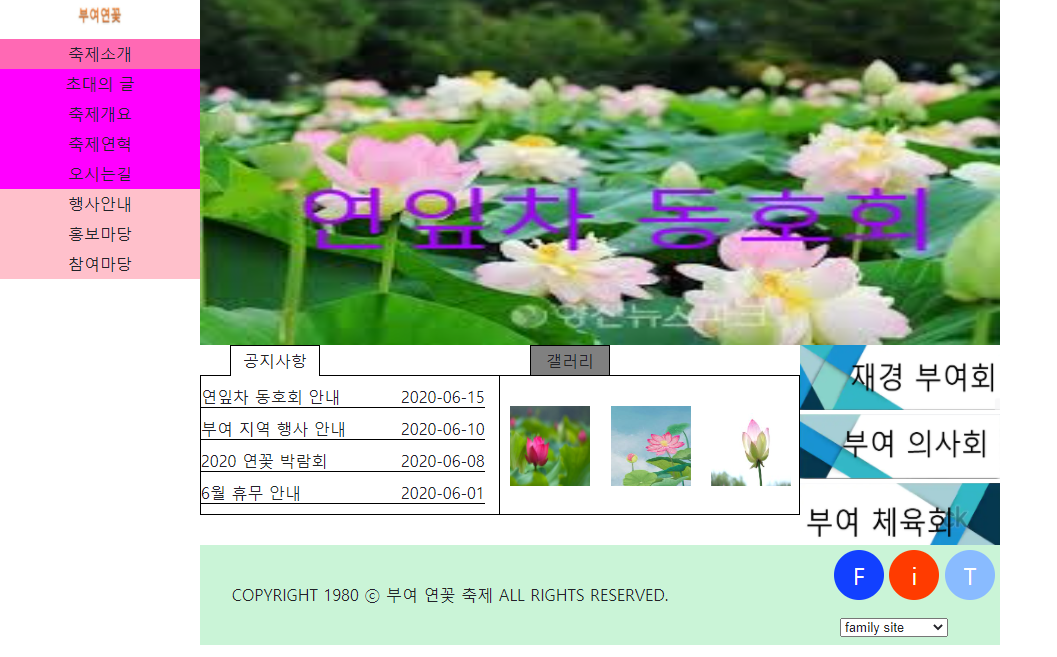 부여연꽃
축제소개
초대의 글
축제개요
축제연혁
오시는길
행사안내
홍보마당
참여마당
연잎차 동호회
양산뉴스파크
공지사항
연잎차 동호회 안내 2020-06-15
부여 지역 행사 안내 2020-06-10
2020 연꽃 박람회 2020-06-08
6월 휴무 안내 2020-06-01
갤러리
재경 부여회
부여 의사회
부여 체육회
COPYRIGHT 1980 ⓒ 부여 연꽃 축제 ALL RIGHTS RESERVED.
F i T
family site